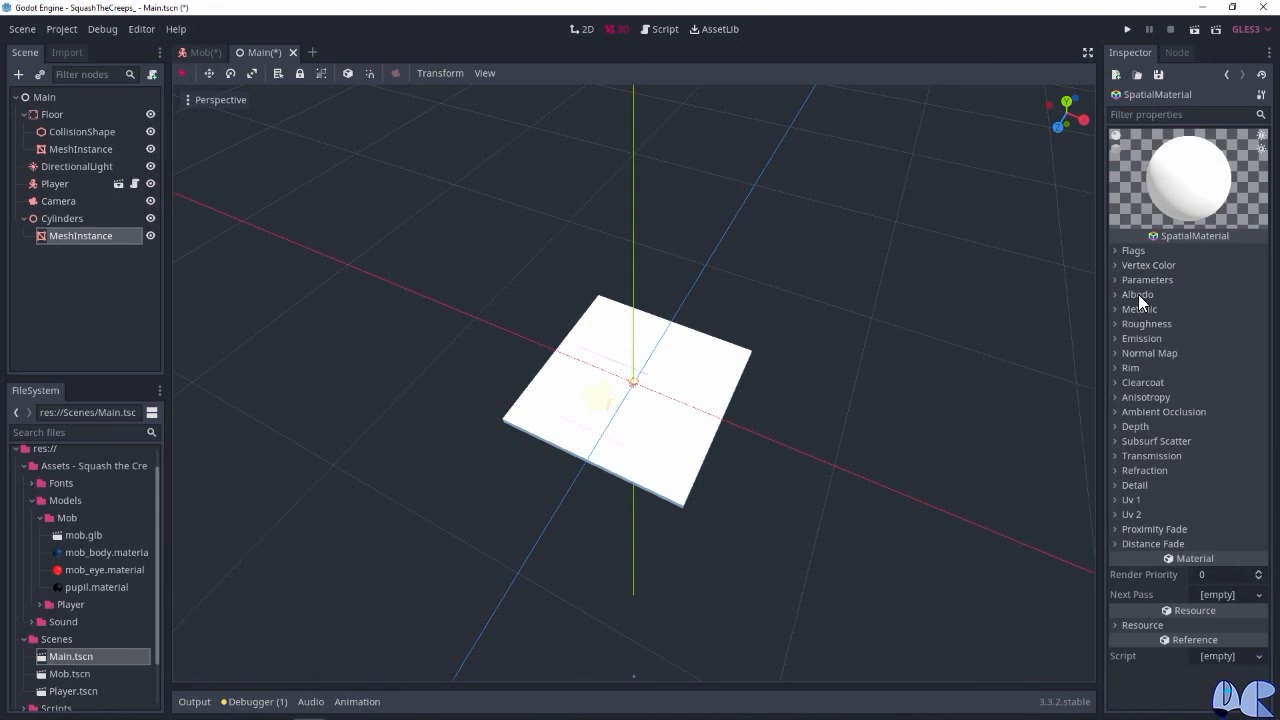 Godot Engine - SquashTheCreeps_ - Main.tscn (*)
Scene Project Debug Editor Help
2D 3D Script AssetLib
GLES3
Scene Import
Mob(*) Main(*)
Inspector Node
Filter nodes
Transform View
SpatialMaterial
Filter properties
Perspective
Main
Floor
CollisionShape
MeshInstance
DirectionalLight
Player
Camera
Cylinders
MeshInstance
Y
X
Z
SpatialMaterial
Flags
Vertex Color
Parameters
Albedo
Metallic
Roughness
Emission
Normal Map
Rim
Clearcoat
Anisotropy
Ambient Occlusion
Depth
Subsurf Scatter
Transmission
Refraction
Detail
Uv 1
Uv 2
Proximity Fade
Distance Fade
Material
Render Priority 0
Next Pass [empty]
Resource
Resource
Reference
Script [empty]
FileSystem
res://Scenes/Main.tsc
Search files
res://
Assets - Squash the Cre
Fonts
Models
Mob
mob.glb
mob_body.materia
mob_eye.material
pupil.material
Player
Sound
Scenes
Main.tscn
Mob.tscn
Player.tscn
Scripts
Output Debugger (1) Audio Animation
3.3.2.stable